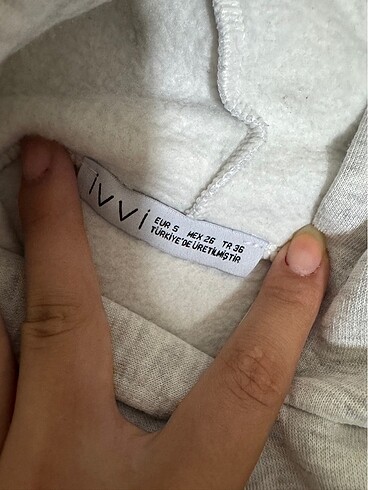 ivvi
EUR S MEX 26 TR 36
TÜRKİYE'DE ÜRETİLMİŞTİR